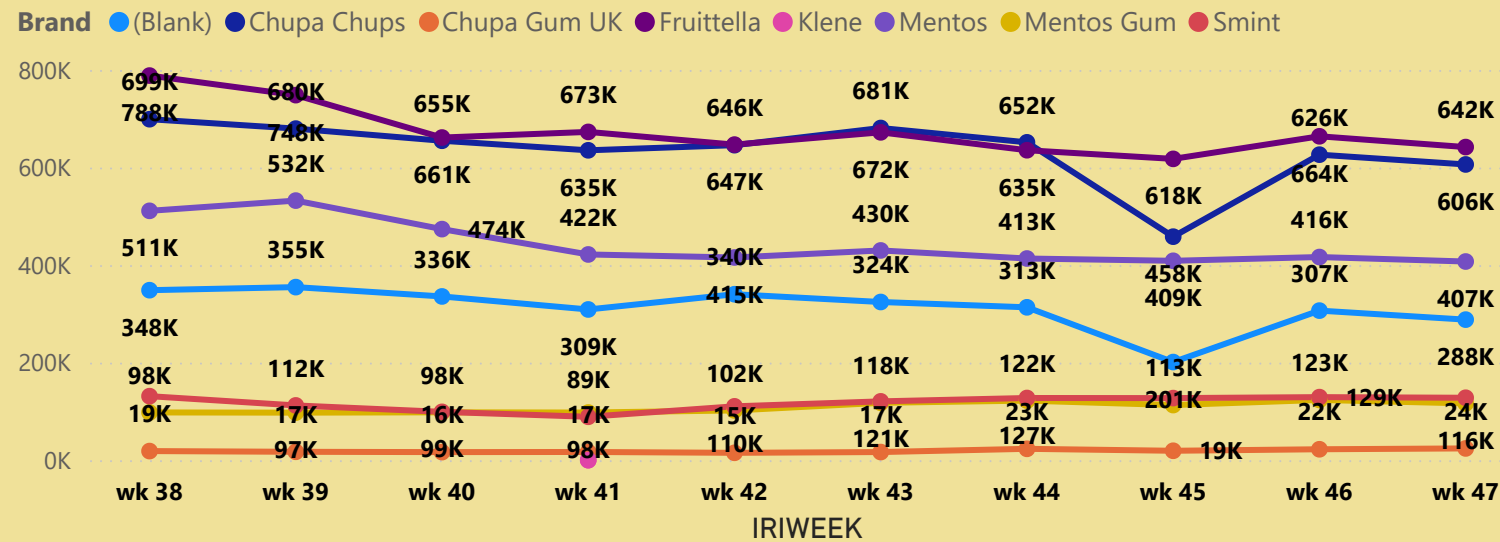 Brand (Blank) Chupa Chups Chupa Gum UK Fruittella Klene Mentos Mentos Gum Smint
800K
699K 680K 655K 673K 646K 681K 652K 626K 642K
788K 748K 661K 635K 647K 672K 635K 618K 664K 606K
600K
511K 532K 474K 422K 415K 430K 413K 458K 416K 407K
400K
348K 355K 336K 309K 340K 324K 313K 409K 307K 288K
200K
98K 112K 98K 89K 102K 118K 122K 113K 123K 129K
19K 17K 16K 17K 15K 17K 23K 201K 22K 24K
97K 99K 98K 110K 121K 127K 19K 116K
0K
wk 38 wk 39 wk 40 wk 41 wk 42 wk 43 wk 44 wk 45 wk 46 wk 47
IRIWEEK